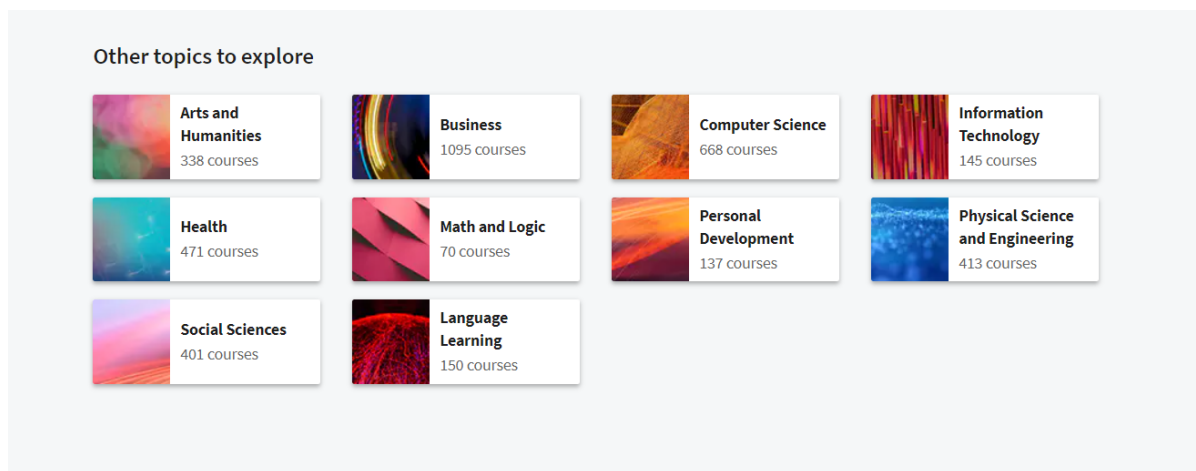 Other topics to explore
Arts and
Humanities
338 courses
Business
1095 courses
Computer Science
668 courses
Information
Technology
145 courses
Health
471 courses
Math and Logic
70 courses
Personal
Development
137 courses
Physical Science
and Engineering
413 courses
Social Sciences
401 courses
Language
Learning
150 courses